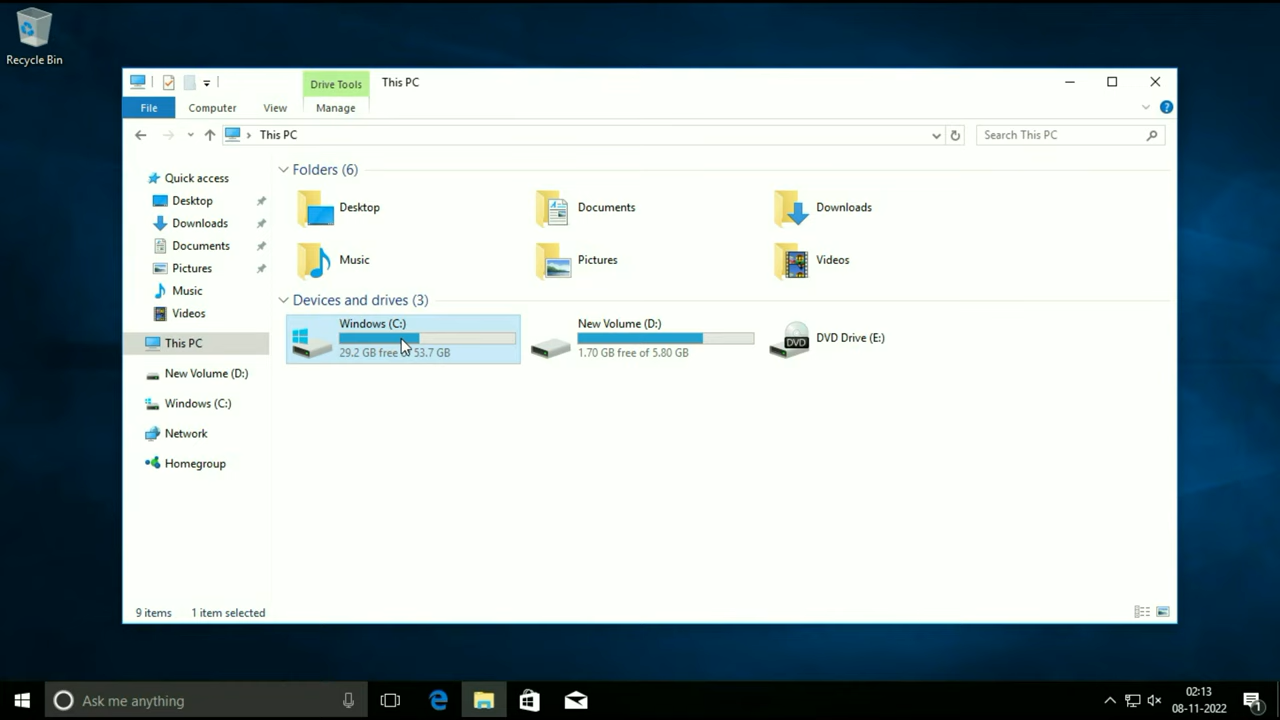 Recycle Bin
Drive Tools
This PC
File
Computer
View
Manage
This PC
Search This PC
Quick access
Desktop
Downloads
Documents
Pictures
Music
Videos
This PC
New Volume (D:)
Windows (C:)
Network
Homegroup
Folders (6)
Desktop
Documents
Downloads
Music
Pictures
Videos
Devices and drives (3)
Windows (C:)
29.2 GB free 53.7 GB
New Volume (D:)
1.70 GB free of 5.80 GB
DVD
DVD Drive (E:)
9 items
1 item selected
Ask me anything
02:13
08-11-2022
1